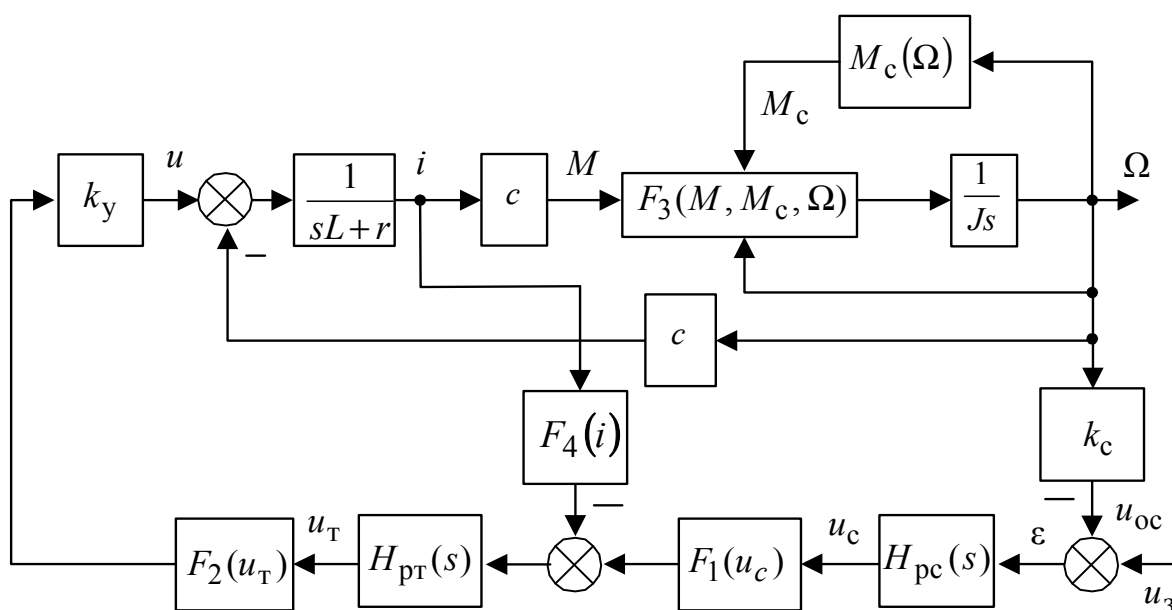 M_c(Ω)
M_c
u
i
M
Ω
k_y
1
sL+r
c
F_3(M, M_c, Ω)
1
Js
–
c
F_4(i)
k_c
–
–
u_oc
F_2(u_т)
u_т
H_рт(s)
F_1(u_c)
u_c
H_рс(s)
ε
u_з